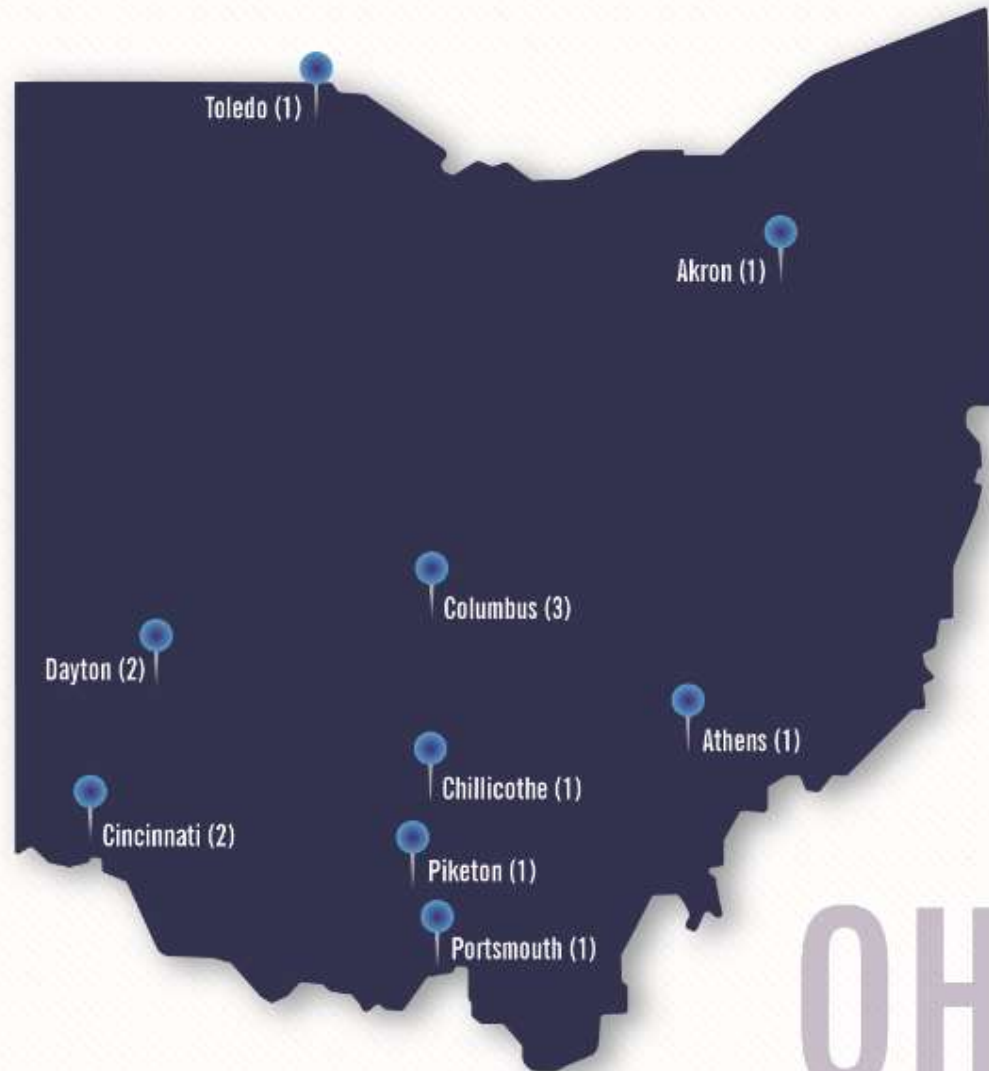 Toledo (1)
Akron (1)
Columbus (3)
Dayton (2)
Athens (1)
Chillicothe (1)
Cincinnati (2)
Piketon (1)
Portsmouth (1)
OH